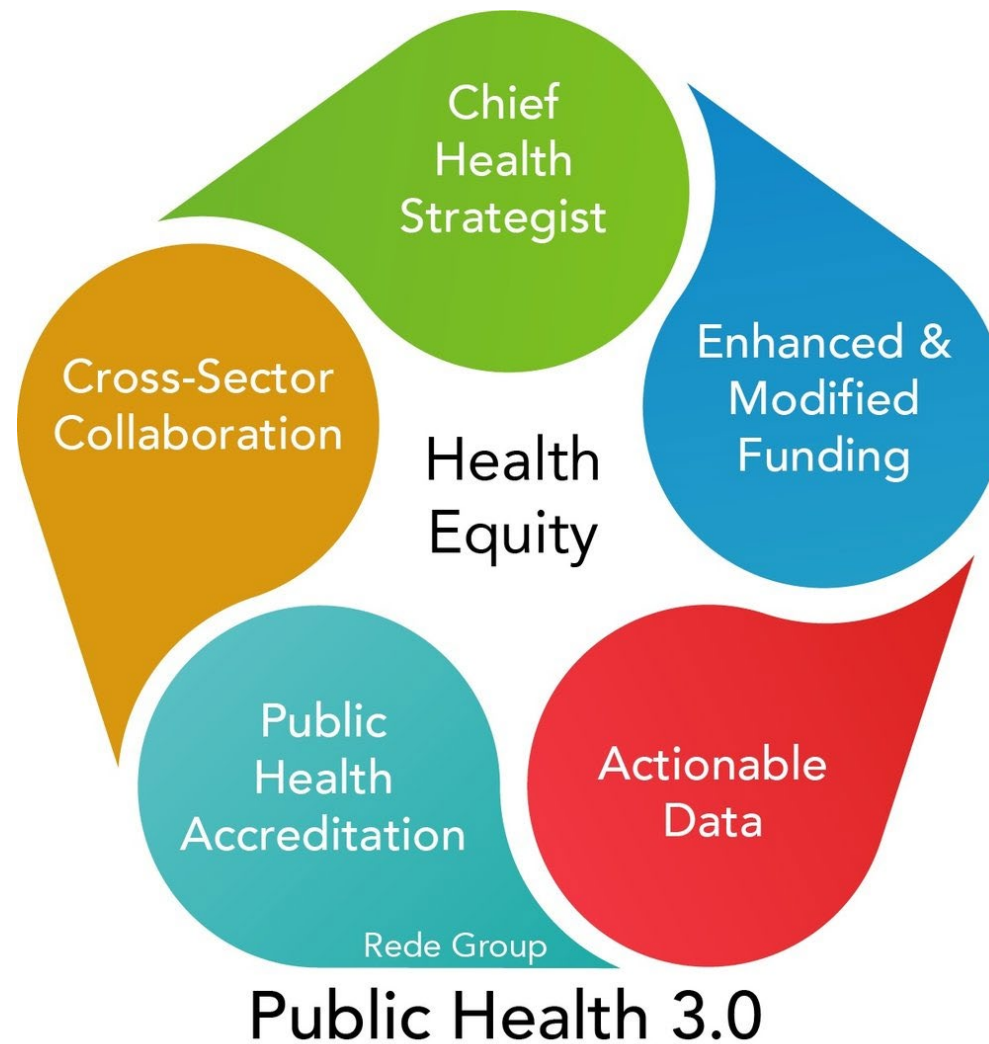 Chief
Health
Strategist
Enhanced &
Modified
Funding
Cross-Sector
Collaboration
Health
Equity
Public
Health
Accreditation
Actionable
Data
Rede Group
Public Health 3.0